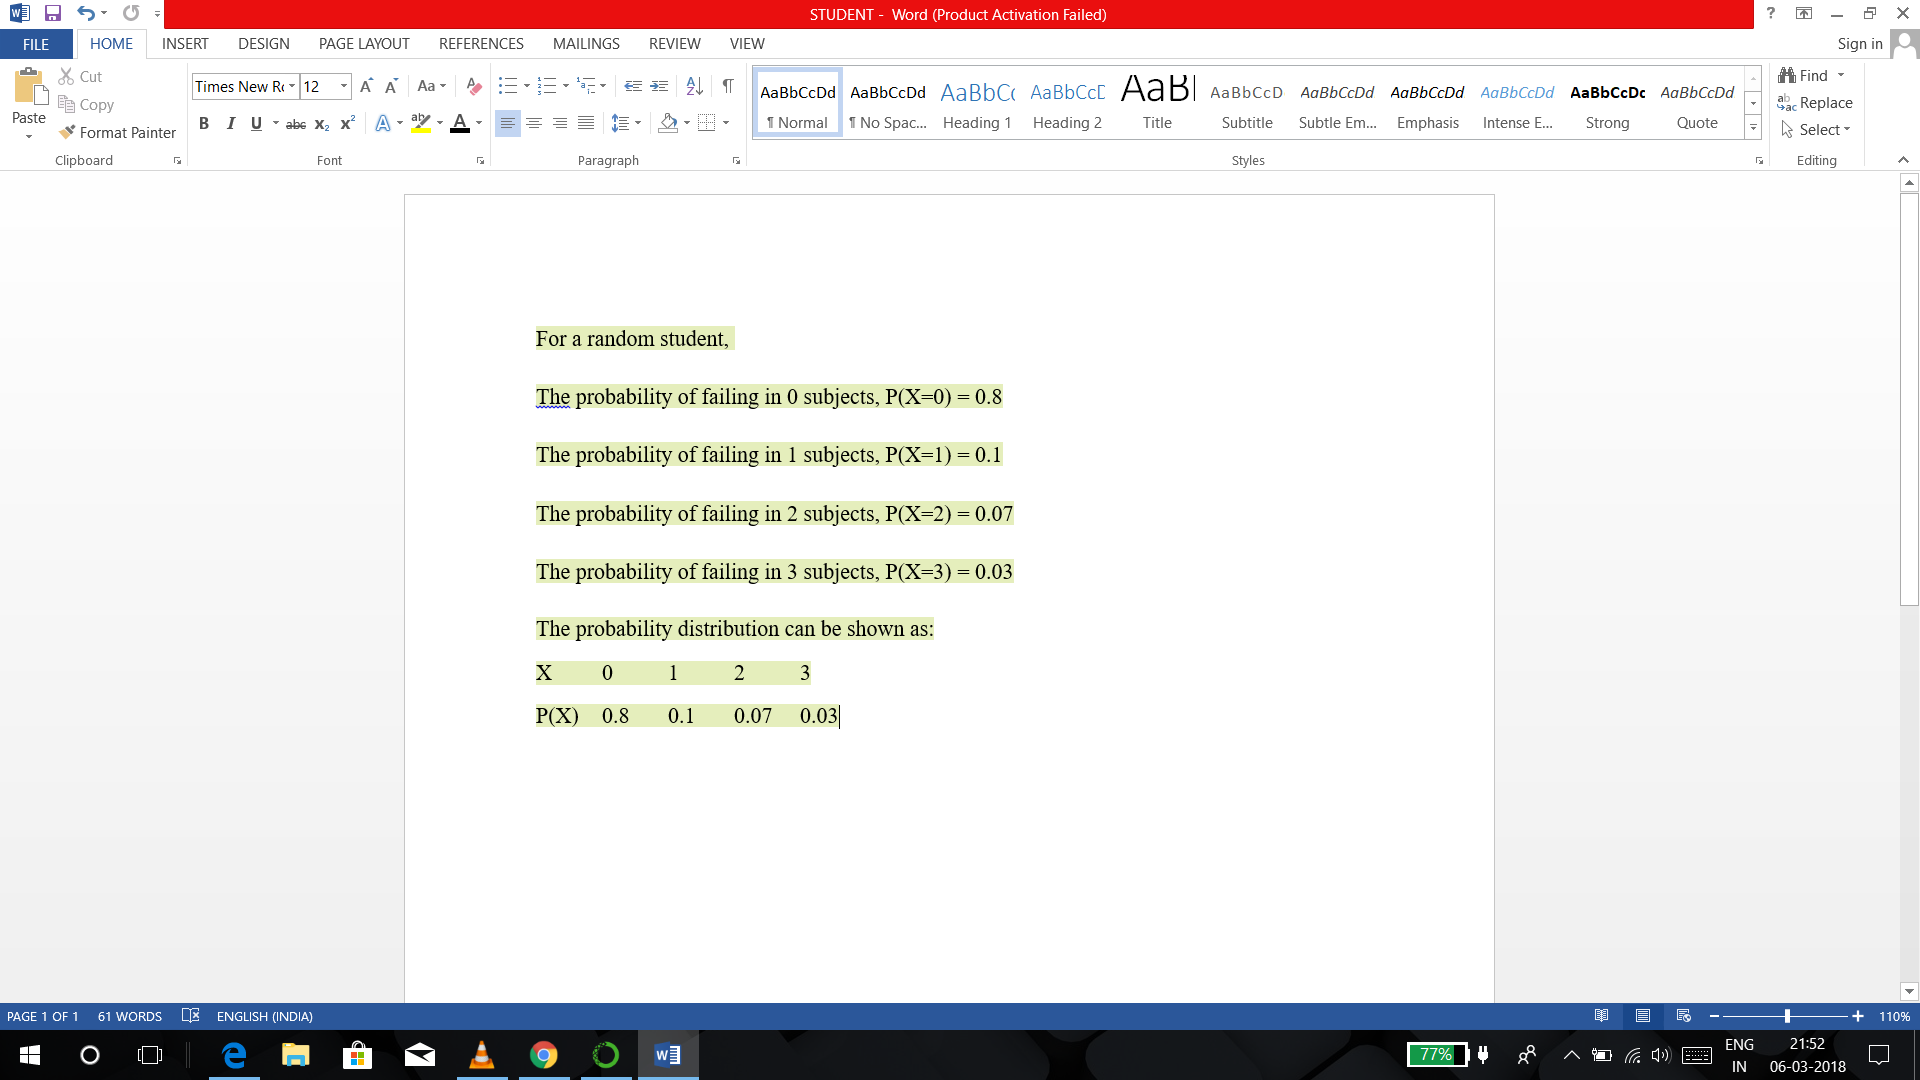 STUDENT - Word (Product Activation Failed)
?
FILE HOME INSERT DESIGN PAGE LAYOUT REFERENCES MAILINGS REVIEW VIEW Sign in
Paste Cut Copy Format Painter
Clipboard
Times New Ro 12 Aa
B I U abc X2 X2 A ab A
Font
Paragraph
AaBbCcDd AaBbCcDd AaBbCc AaBbCcD AaBl AaBbCcD AaBbCcDd AaBbCcDd AaBbCcDd AaBbCcDc AaBbCcDd
¶ Normal ¶ No Spac... Heading 1 Heading 2 Title Subtitle Subtle Em... Emphasis Intense E... Strong Quote
Styles
Find
Replace
Select
Editing
For a random student,
The probability of failing in 0 subjects, P(X=0) = 0.8
The probability of failing in 1 subjects, P(X=1) = 0.1
The probability of failing in 2 subjects, P(X=2) = 0.07
The probability of failing in 3 subjects, P(X=3) = 0.03
The probability distribution can be shown as:
X 0 1 2 3
P(X) 0.8 0.1 0.07 0.03
PAGE 1 OF 1 61 WORDS ENGLISH (INDIA) 110%
77% ENG IN 21:52 06-03-2018